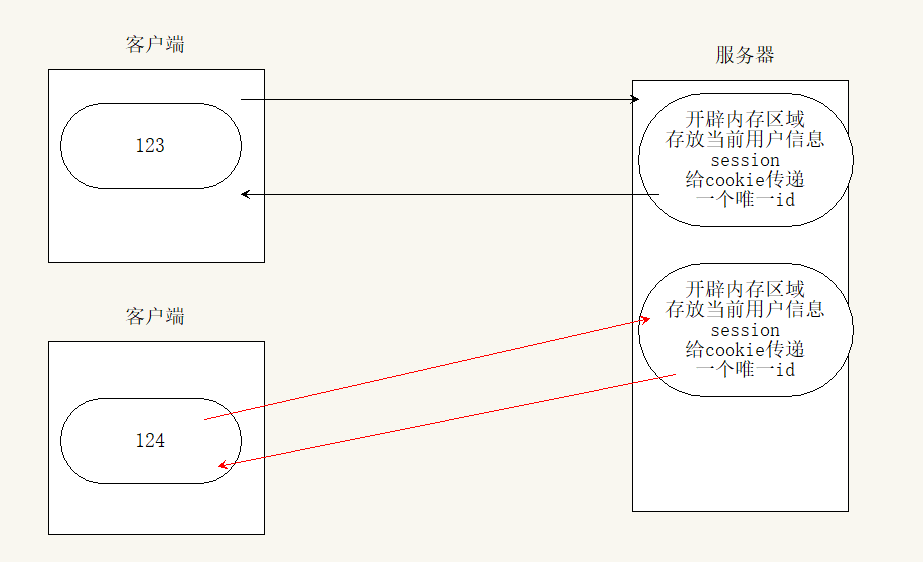 客户端
123
服务器
开辟内存区域
存放当前用户信息
session
给cookie传递
一个唯一id
客户端
124
开辟内存区域
存放当前用户信息
session
给cookie传递
一个唯一id